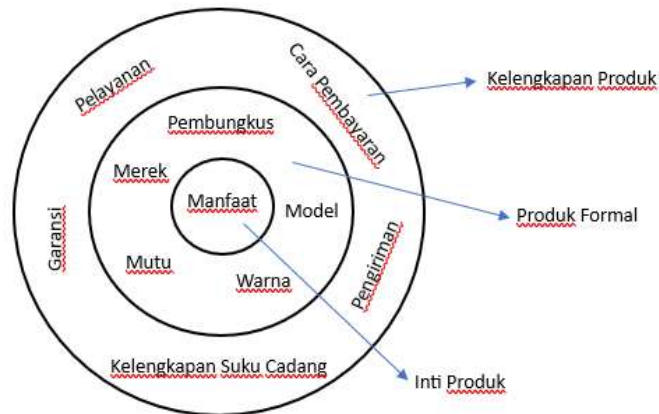 Pelayanan
Cara Pembayaran
Kelengkapan Produk
Pembungkus
Merek
Manfaat
Model
Produk Formal
Garansi
Mutu
Warna
Pengiriman
Kelengkapan Suku Cadang
Inti Produk